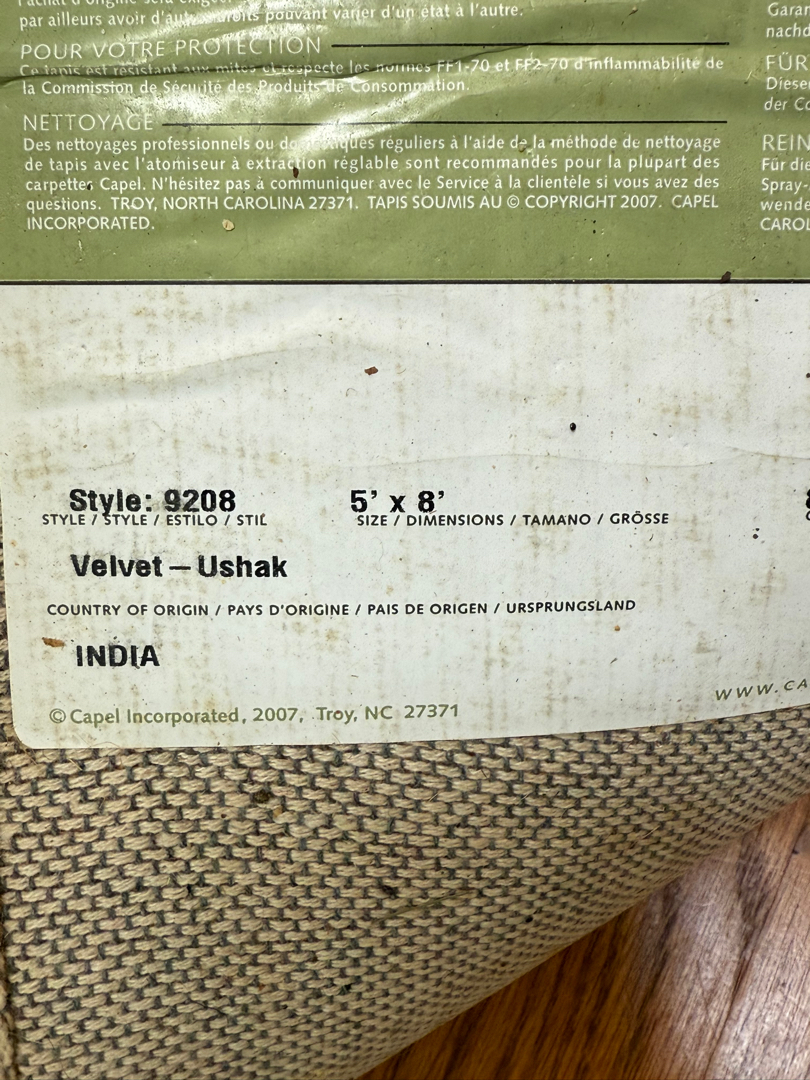 par ailleurs avoir d'autres droits pouvant varier d'un état à l'autre.
POUR VOTRE PROTECTION
Ce tapis est résistant aux mites et respecte les normes FF1-70 et FF2-70 d'inflammabilité de
la Commission de Sécurité des Produits de Consommation.
NETTOYAGE
Des nettoyages professionnels ou domestiques réguliers à l'aide de la méthode de nettoyage
de tapis avec l'atomiseur à extraction réglable sont recommandés pour la plupart des
carpettes Capel. N'hésitez pas à communiquer avec le Service à la clientèle si vous avez des
questions. TROY, NORTH CAROLINA 27371. TAPIS SOUMIS AU © COPYRIGHT 2007. CAPEL
INCORPORATED.
Garan
nachd
FÜR
Dieser
der Co
REIN
Für die
Spray-
wende
CAROL
Style: 9208 5' x 8'
STYLE / STYLE / ESTILO / STIL SIZE / DIMENSIONS / TAMANO / GRÖSSE
Velvet – Ushak
COUNTRY OF ORIGIN / PAYS D'ORIGINE / PAIS DE ORIGEN / URSPRUNGSLAND
INDIA
© Capel Incorporated, 2007, Troy, NC 27371
WWW.CA